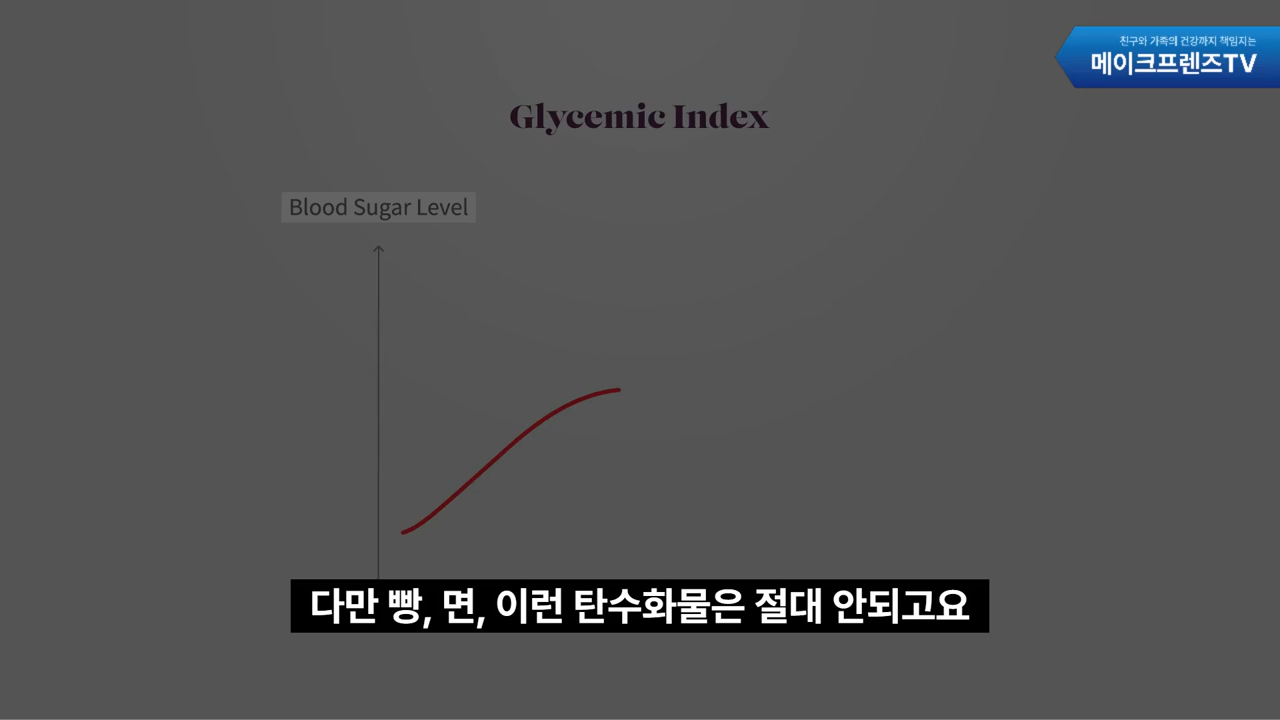 친구와 가족의 건강까지 책임지는
메이크프렌즈TV
Glycemic Index
Blood Sugar Level
다만 빵, 면, 이런 탄수화물은 절대 안되고요